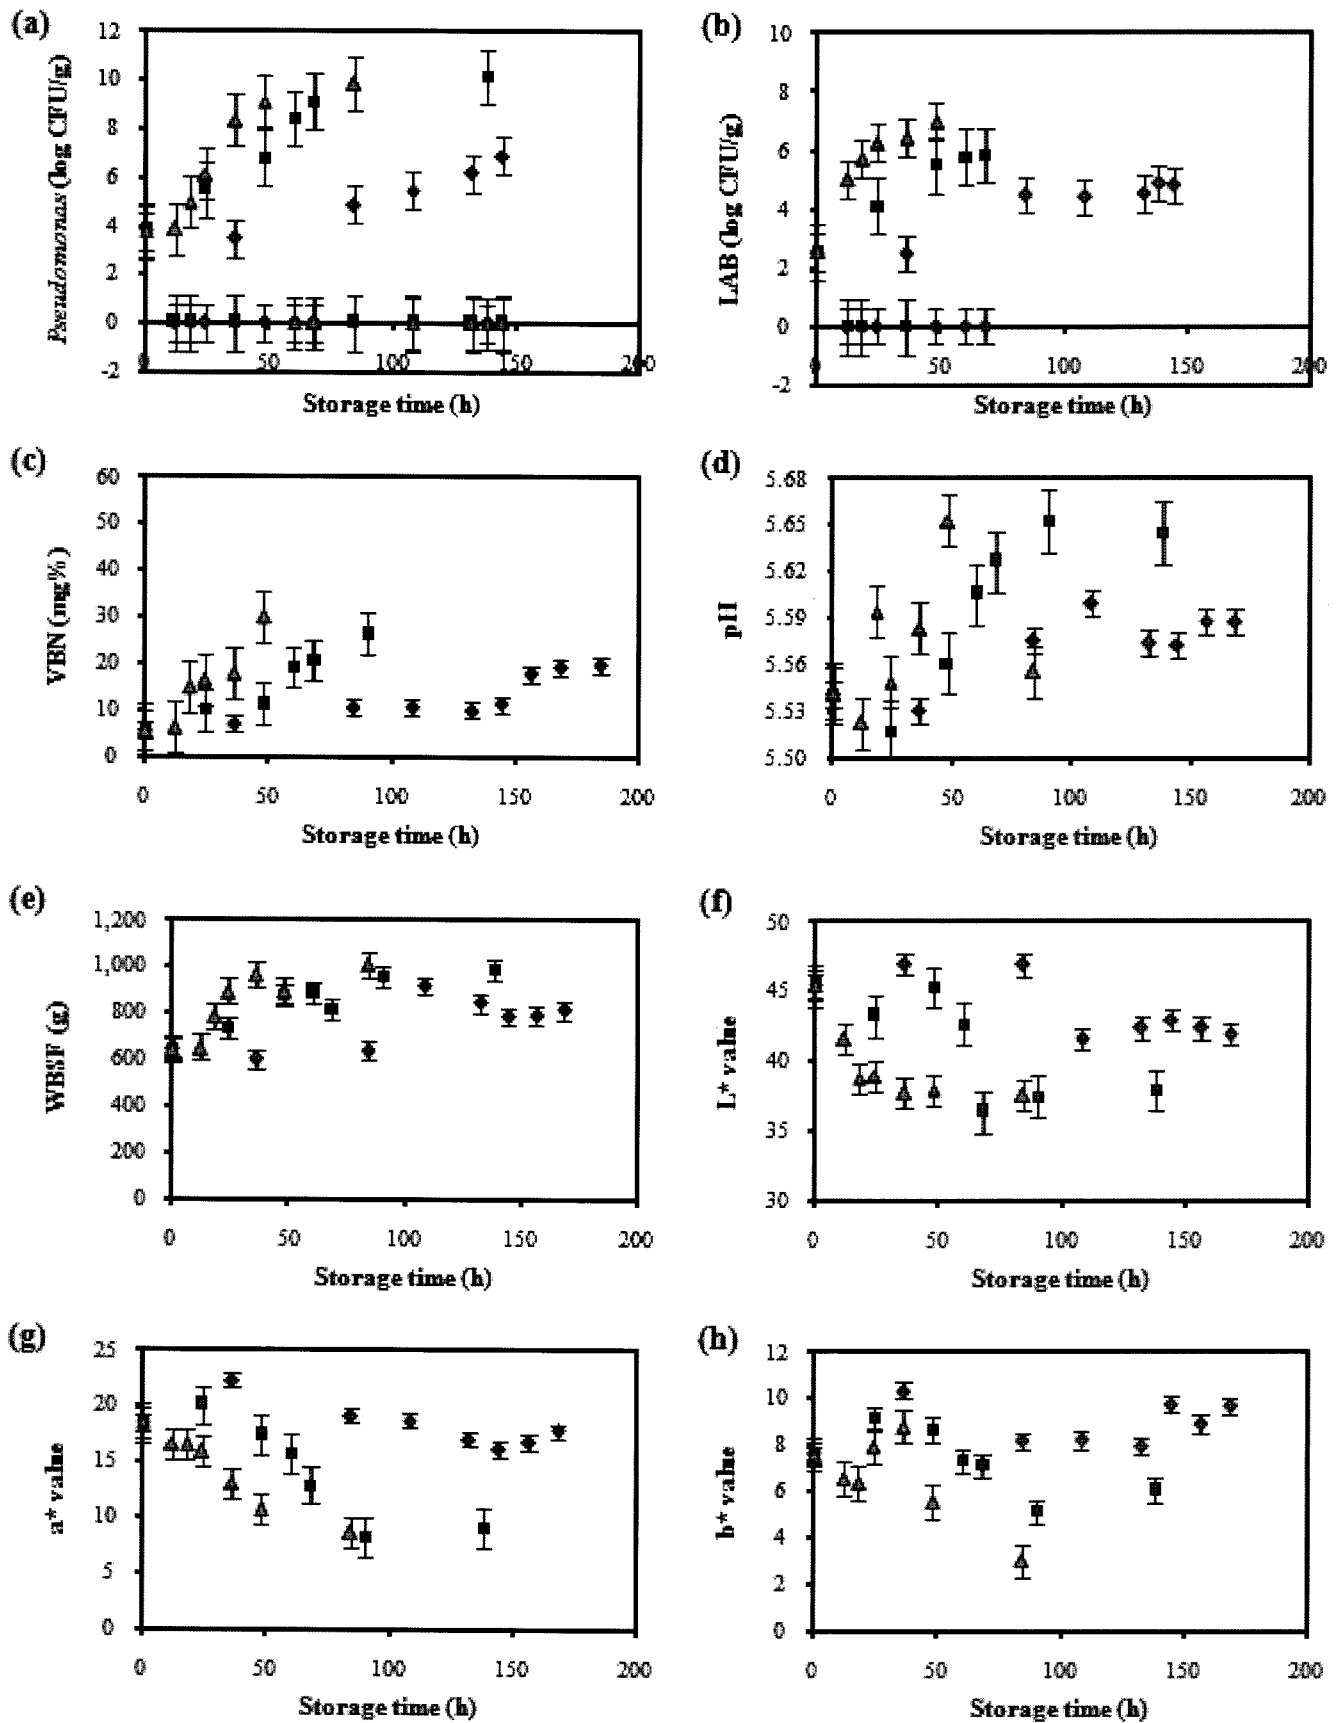 (a)
12
10
8
6
4
2
0
-2
Pseudomonas (log CFU/g)
0 50 100 150 200
Storage time (h)
(b)
10
8
6
4
2
0
-2
LAB (log CFU/g)
0 50 100 150 200
Storage time (h)
(c)
60
50
40
30
20
10
0
VBN (mg%)
0 50 100 150 200
Storage time (h)
(d)
5.68
5.65
5.62
5.59
5.56
5.53
5.50
pH
0 50 100 150 200
Storage time (h)
(e)
1,200
1,000
800
600
400
200
0
WBSF (g)
0 50 100 150 200
Storage time (h)
(f)
50
45
40
35
30
L* value
0 50 100 150 200
Storage time (h)
(g)
25
20
15
10
5
0
a* value
0 50 100 150 200
Storage time (h)
(h)
12
10
8
6
4
2
0
b* value
0 50 100 150 200
Storage time (h)